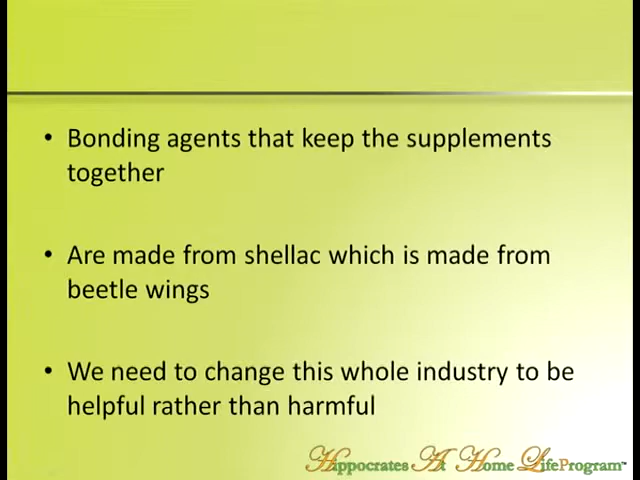 • Bonding agents that keep the supplements
together
• Are made from shellac which is made from
beetle wings
• We need to change this whole industry to be
helpful rather than harmful
Hippocrates At Home LifeProgram™